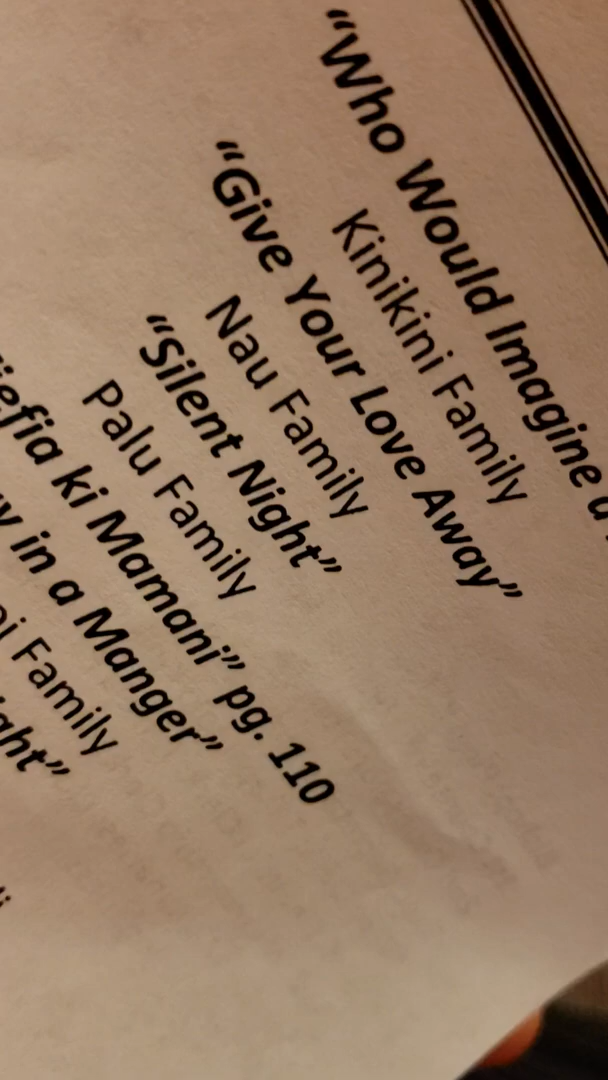 “Who Would Imagine
Kinikini Family
“Give Your Love Away”
Nau Family
“Silent Night”
Palu Family
ki Mamani” pg. 110
in a Manger”
Family